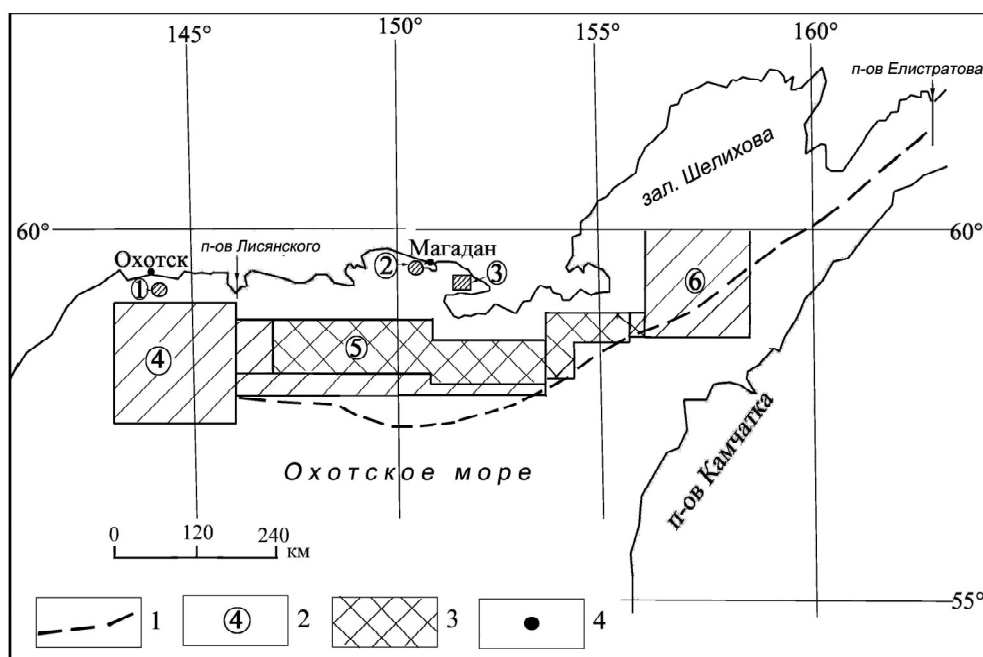 145°
150°
155°
160°
п-ов Елистратова
зал. Шелихова
60°
60°
п-ов Лисянского
Охотск
Магадан
2
3
1
6
4
5
п-ов Камчатка
Охотское море
0 120 240
км
55°
1 4 2 3 4